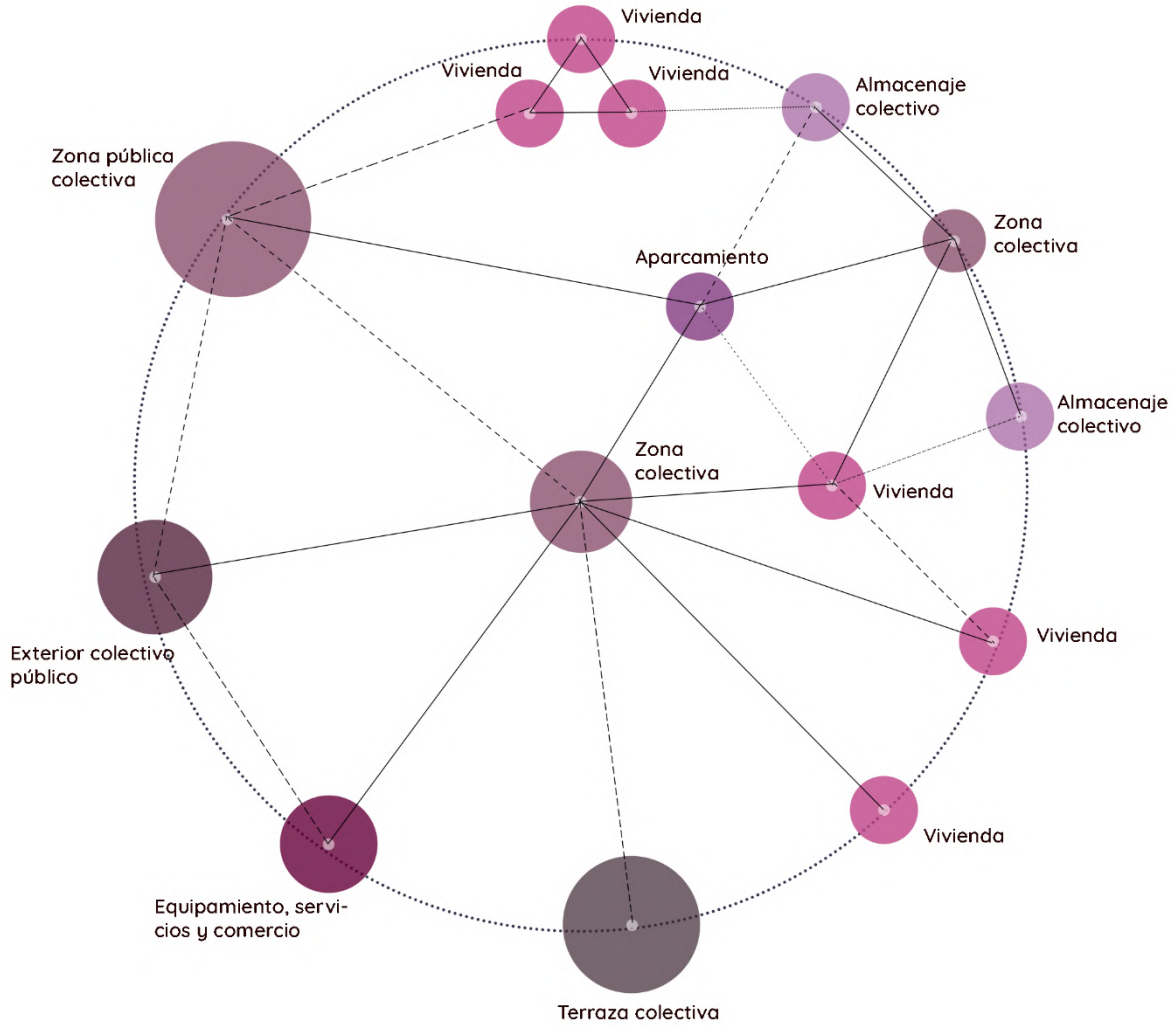 Vivienda
Vivienda
Vivienda
Almacenaje
colectivo
Zona pública
colectiva
Zona
colectiva
Aparcamiento
Almacenaje
colectivo
Zona
colectiva
Vivienda
Vivienda
Exterior colectivo
público
Vivienda
Equipamiento, servi-
cios y comercio
Terraza colectiva